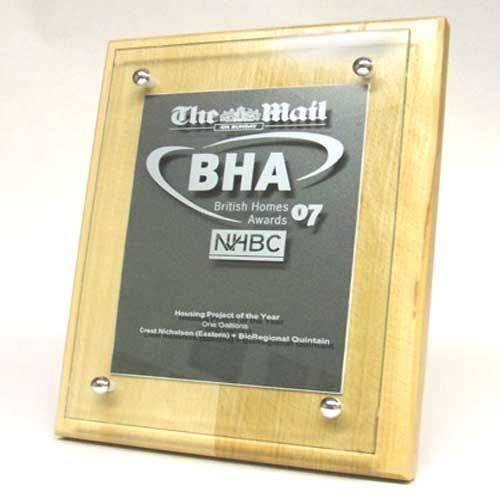 The Mail
ON SUNDAY
BHA
British Homes
Awards 07
NHBC
Housing Project of the Year
One Gallions
Crest Nicholson (Eastern) + BioRegional Quintain